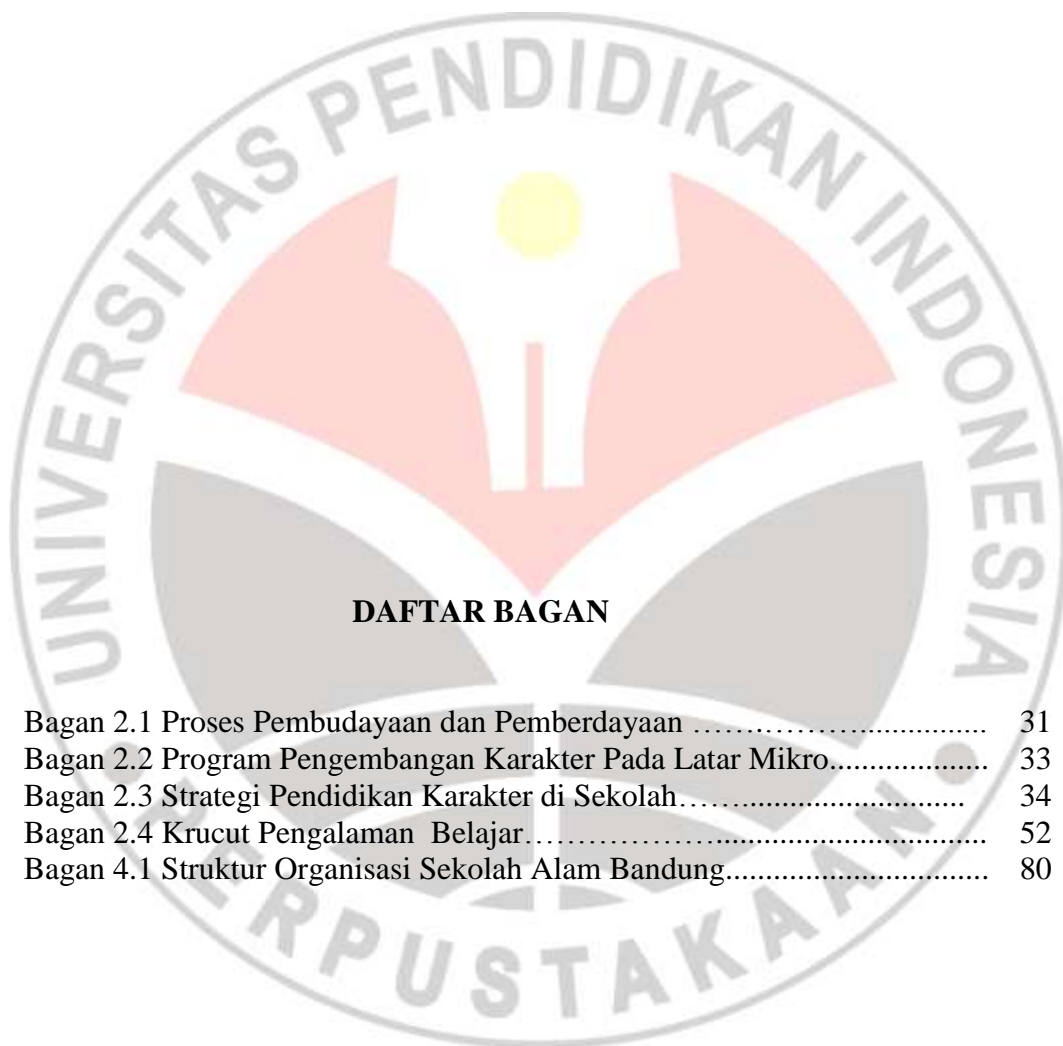 UNIVERSITAS PENDIDIKAN INDONESIA
DAFTAR BAGAN
Bagan 2.1 Proses Pembudayaan dan Pemberdayaan …….………................ 31
Bagan 2.2 Program Pengembangan Karakter Pada Latar Mikro.................... 33
Bagan 2.3 Strategi Pendidikan Karakter di Sekolah…….......................... 34
Bagan 2.4 Krucut Pengalaman  Belajar………………................................. 52
Bagan 4.1 Struktur Organisasi Sekolah Alam Bandung................................ 80
PERPUSTAKAAN